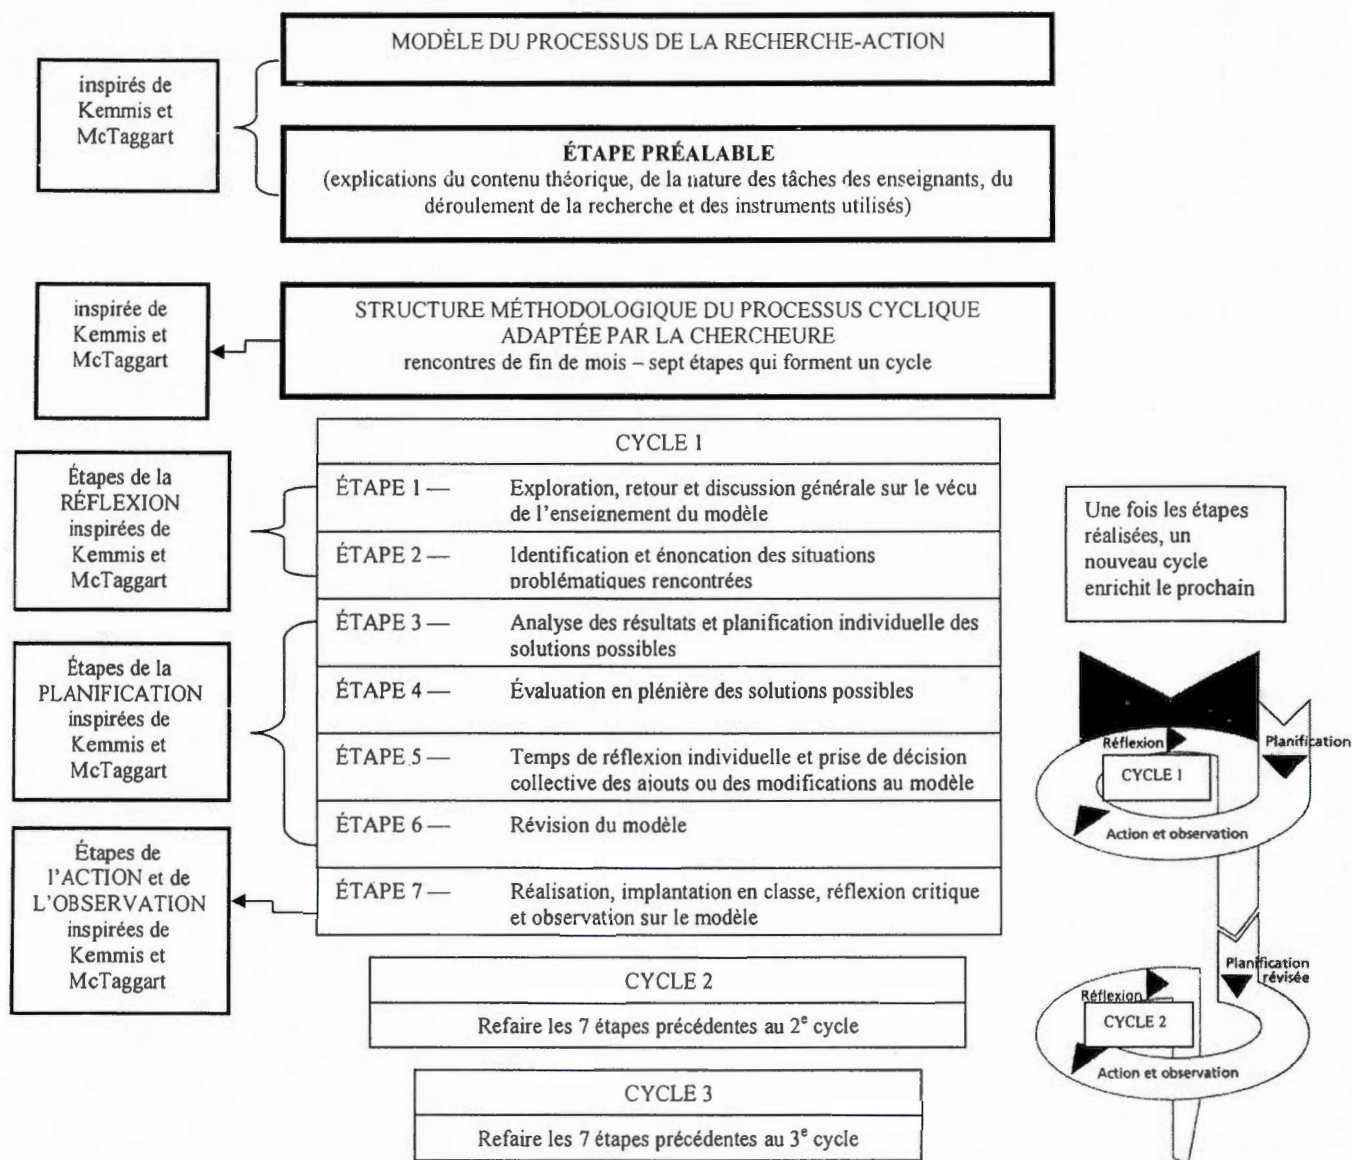 MODÈLE DU PROCESSUS DE LA RECHERCHE-ACTION
inspirés de
Kemmis et
McTaggart
ÉTAPE PRÉALABLE
(explications du contenu théorique, de la nature des tâches des enseignants, du
déroulement de la recherche et des instruments utilisés)
inspirée de
Kemmis et
McTaggart
STRUCTURE MÉTHODOLOGIQUE DU PROCESSUS CYCLIQUE
ADAPTÉE PAR LA CHERCHEURE
rencontres de fin de mois – sept étapes qui forment un cycle
CYCLE 1
Étapes de la
RÉFLEXION
inspirées de
Kemmis et
McTaggart
ÉTAPE 1 — Exploration, retour et discussion générale sur le vécu
de l’enseignement du modèle
ÉTAPE 2 — Identification et énoncation des situations
problématiques rencontrées
Étapes de la
PLANIFICATION
inspirées de
Kemmis et
McTaggart
ÉTAPE 3 — Analyse des résultats et planification individuelle des
solutions possibles
ÉTAPE 4 — Évaluation en plénière des solutions possibles
ÉTAPE 5 — Temps de réflexion individuelle et prise de décision
collective des ajouts ou des modifications au modèle
ÉTAPE 6 — Révision du modèle
Étapes de
l’ACTION et de
L’OBSERVATION
inspirées de
Kemmis et
McTaggart
ÉTAPE 7 — Réalisation, implantation en classe, réflexion critique
et observation sur le modèle
CYCLE 2
Refaire les 7 étapes précédentes au 2e cycle
CYCLE 3
Refaire les 7 étapes précédentes au 3e cycle
Une fois les étapes
réalisées, un
nouveau cycle
enrichit le prochain
Réflexion
Planification
CYCLE 1
Action et observation
Planification
révisée
Réflexion
CYCLE 2
Action et observation